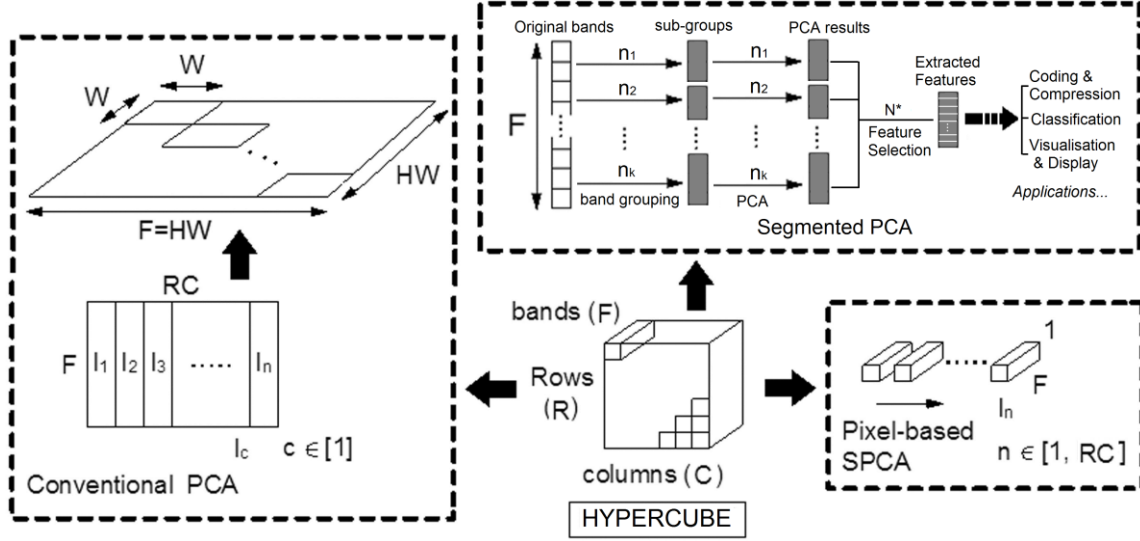 W
W
HW
F=HW
RC
F
I1 I2 I3 ····· In
Ic c ∈ [1]
Conventional PCA
Original bands
sub-groups
PCA results
F
n1
n1
n2
n2
nk
nk
band grouping
PCA
N*
Feature
Selection
Extracted
Features
Coding &
Compression
Classification
Visualisation
& Display
Applications...
Segmented PCA
bands (F)
Rows
(R)
columns (C)
HYPERCUBE
1
F
In
Pixel-based
SPCA
n ∈ [1, RC]